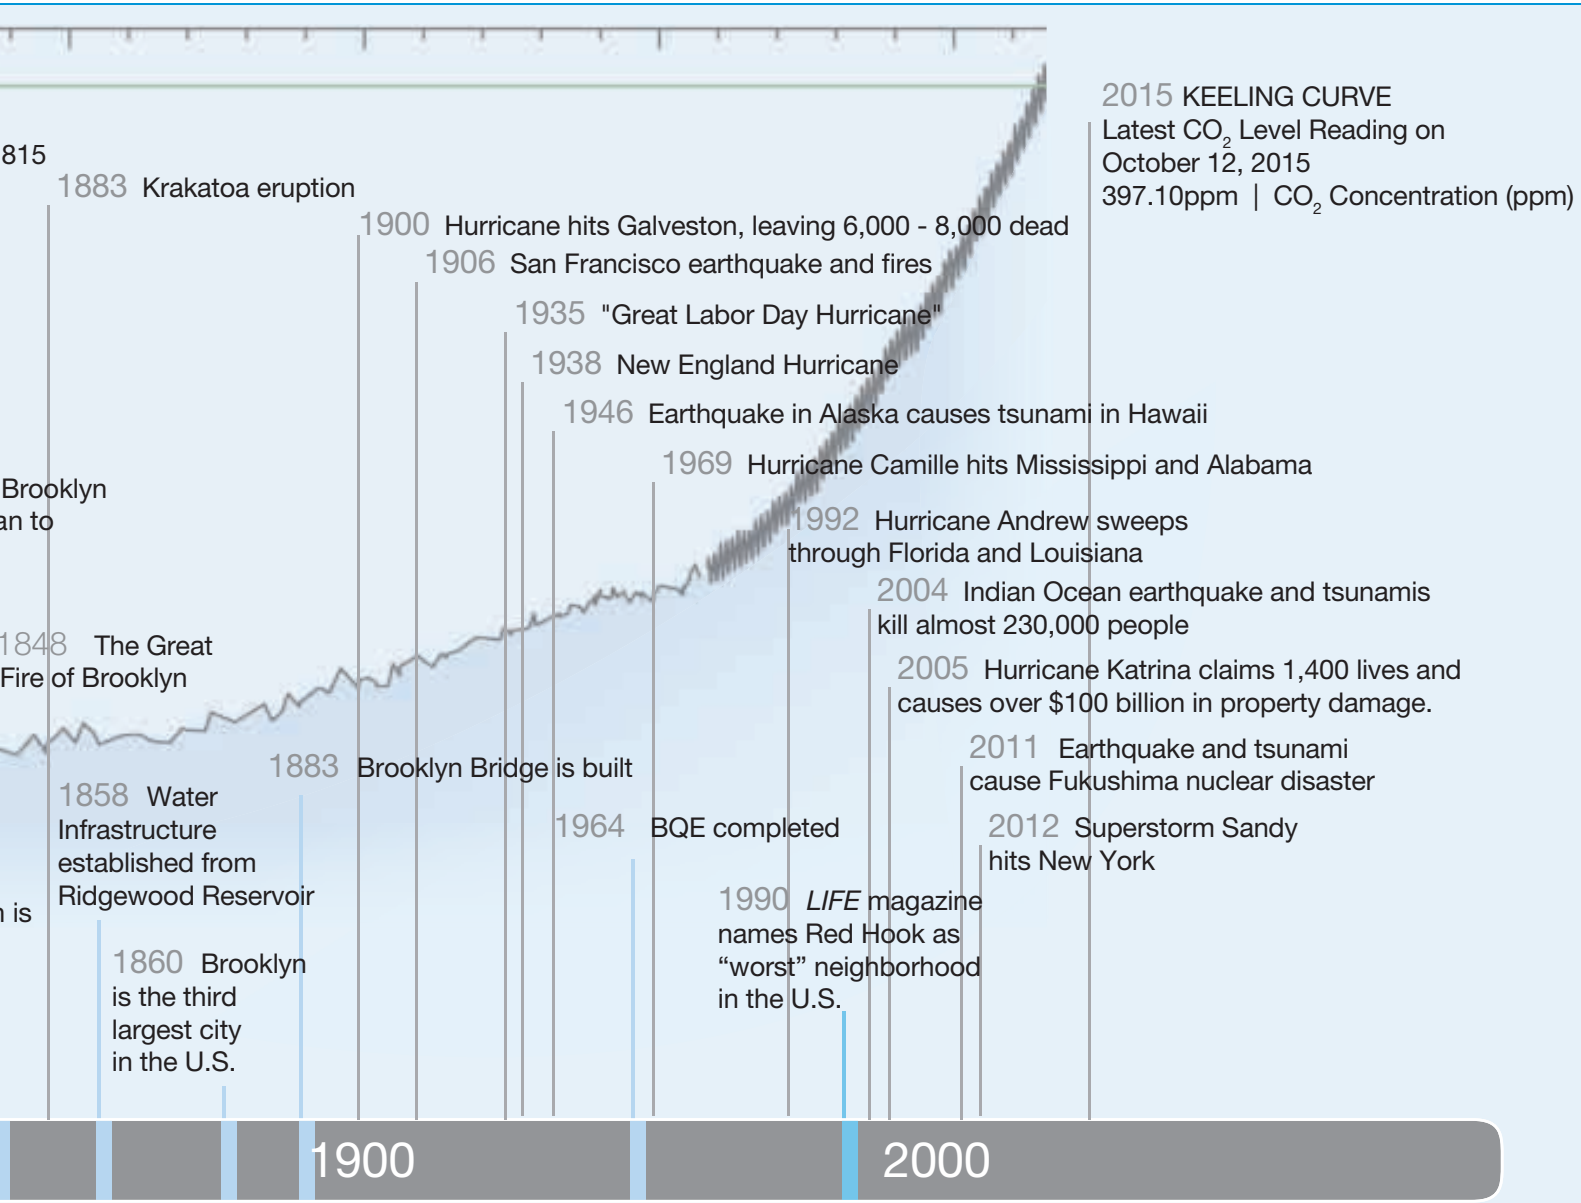 2015 KEELING CURVE
Latest CO₂ Level Reading on
October 12, 2015
397.10ppm | CO₂ Concentration (ppm)
815
1883 Krakatoa eruption
1900 Hurricane hits Galveston, leaving 6,000 - 8,000 dead
1906 San Francisco earthquake and fires
1935 "Great Labor Day Hurricane"
1938 New England Hurricane
1946 Earthquake in Alaska causes tsunami in Hawaii
1969 Hurricane Camille hits Mississippi and Alabama
Brooklyn
an to
1992 Hurricane Andrew sweeps
through Florida and Louisiana
2004 Indian Ocean earthquake and tsunamis
kill almost 230,000 people
1848 The Great
Fire of Brooklyn
2005 Hurricane Katrina claims 1,400 lives and
causes over $100 billion in property damage.
2011 Earthquake and tsunami
cause Fukushima nuclear disaster
1883 Brooklyn Bridge is built
1858 Water
Infrastructure
established from
Ridgewood Reservoir
1964 BQE completed
2012 Superstorm Sandy
hits New York
n is
1990 LIFE magazine
names Red Hook as
“worst” neighborhood
in the U.S.
1860 Brooklyn
is the third
largest city
in the U.S.
1900
2000